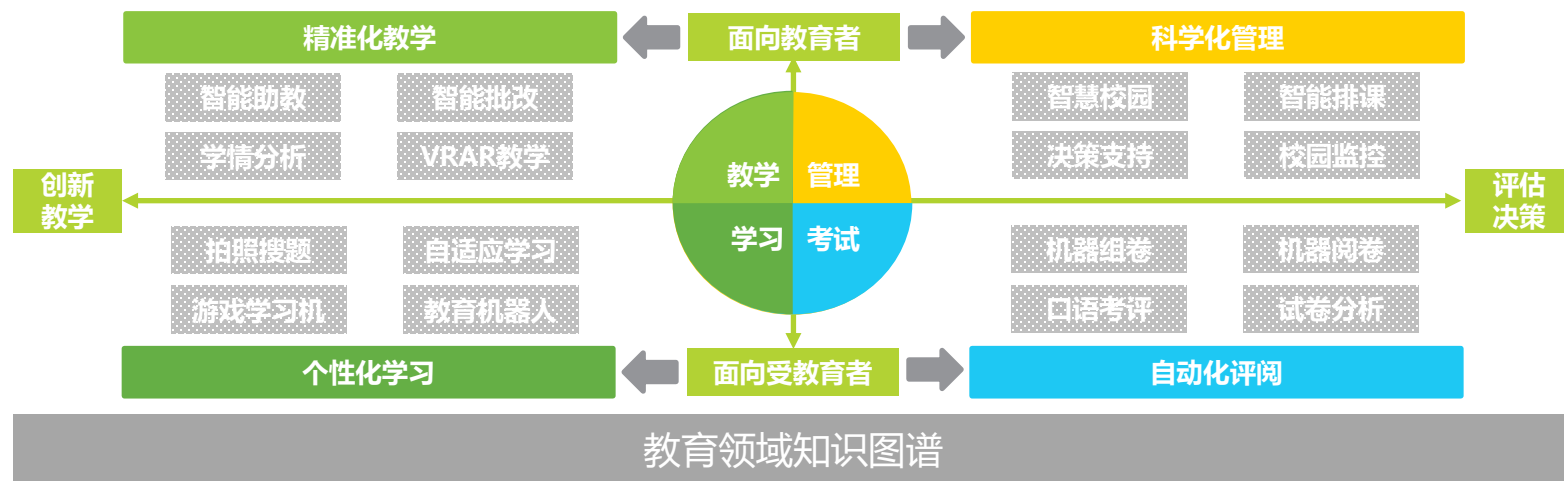 精准化教学
面向教育者
科学化管理
智能助教
智能批改
智慧校园
智能排课
学情分析
VRAR教学
决策支持
校园监控
创新
教学
教学
管理
评估
决策
学习
考试
拍照搜题
自适应学习
机器组卷
机器阅卷
游戏学习机
教育机器人
口语考评
试卷分析
个性化学习
面向受教育者
自动化评阅
教育领域知识图谱